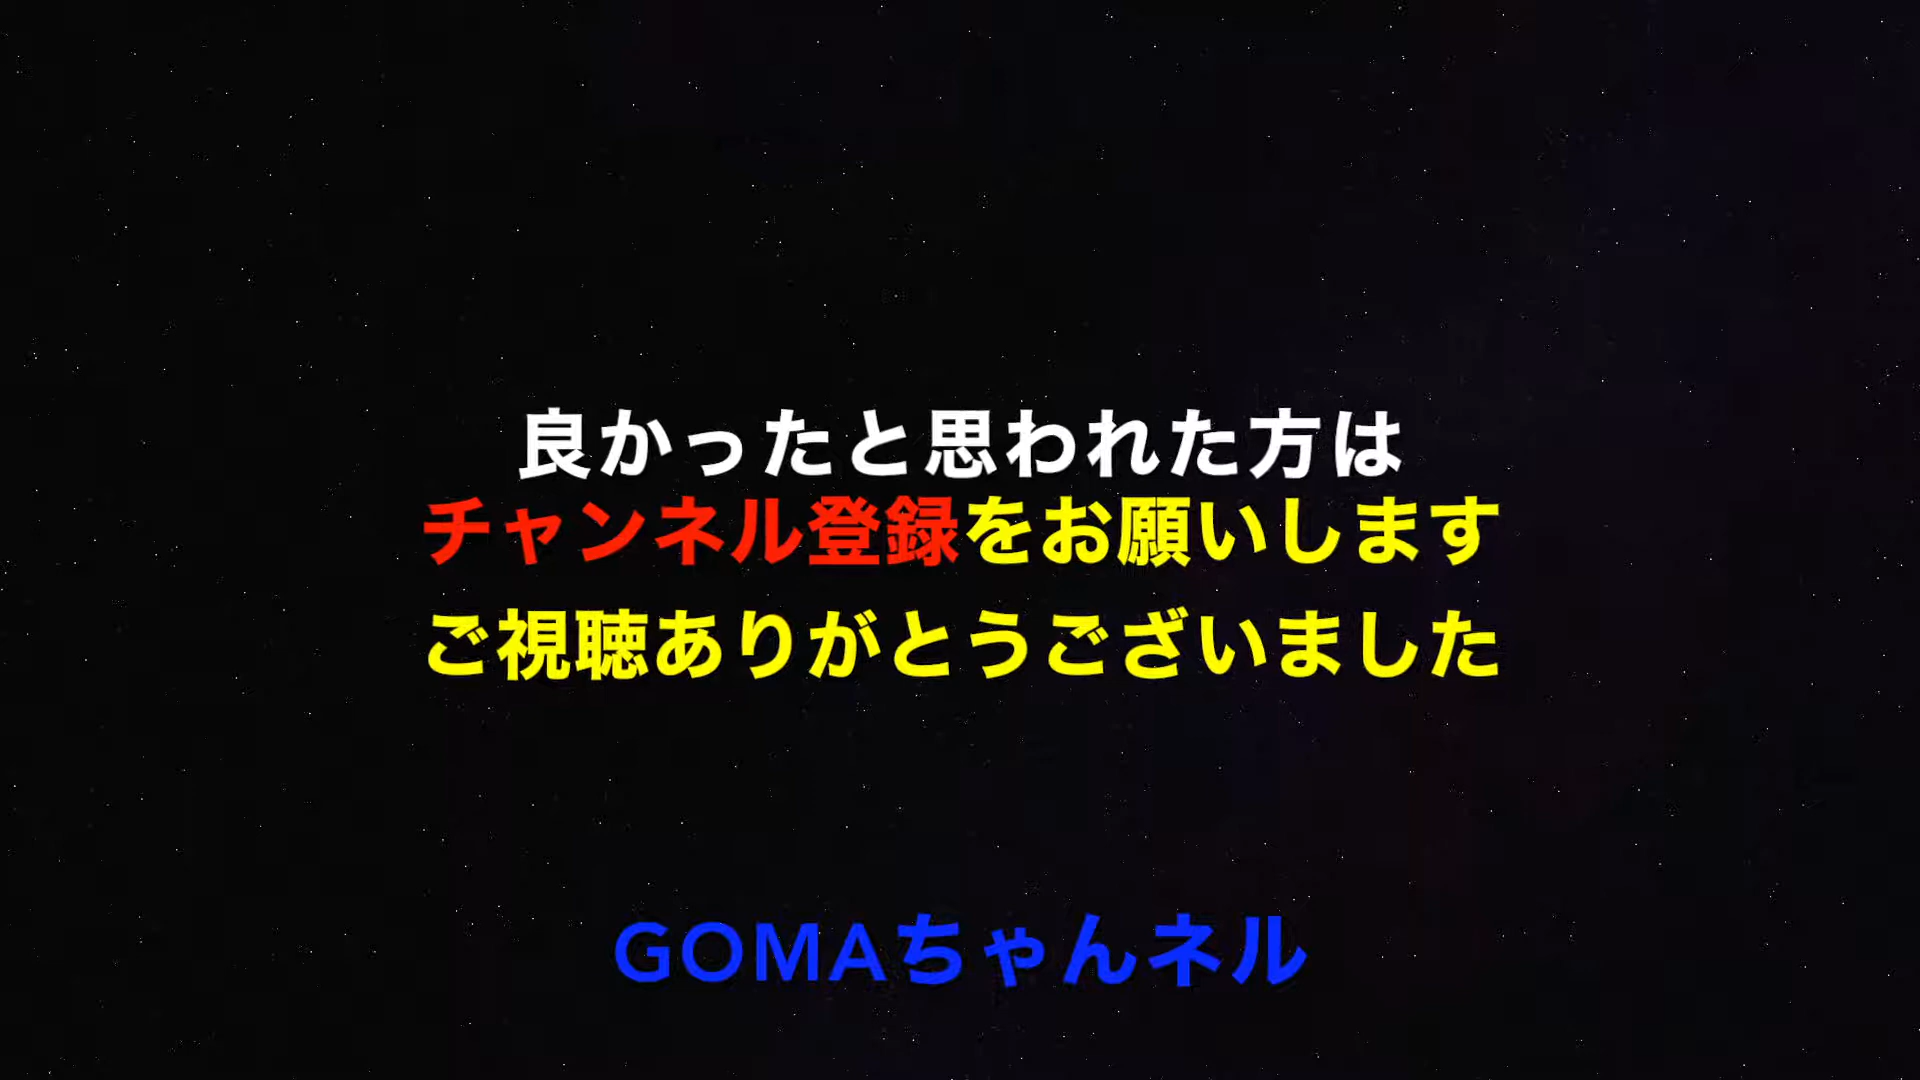 良かったと思われた方は
チャンネル登録をお願いします
ご視聴ありがとうございました
GOMAちゃんネル